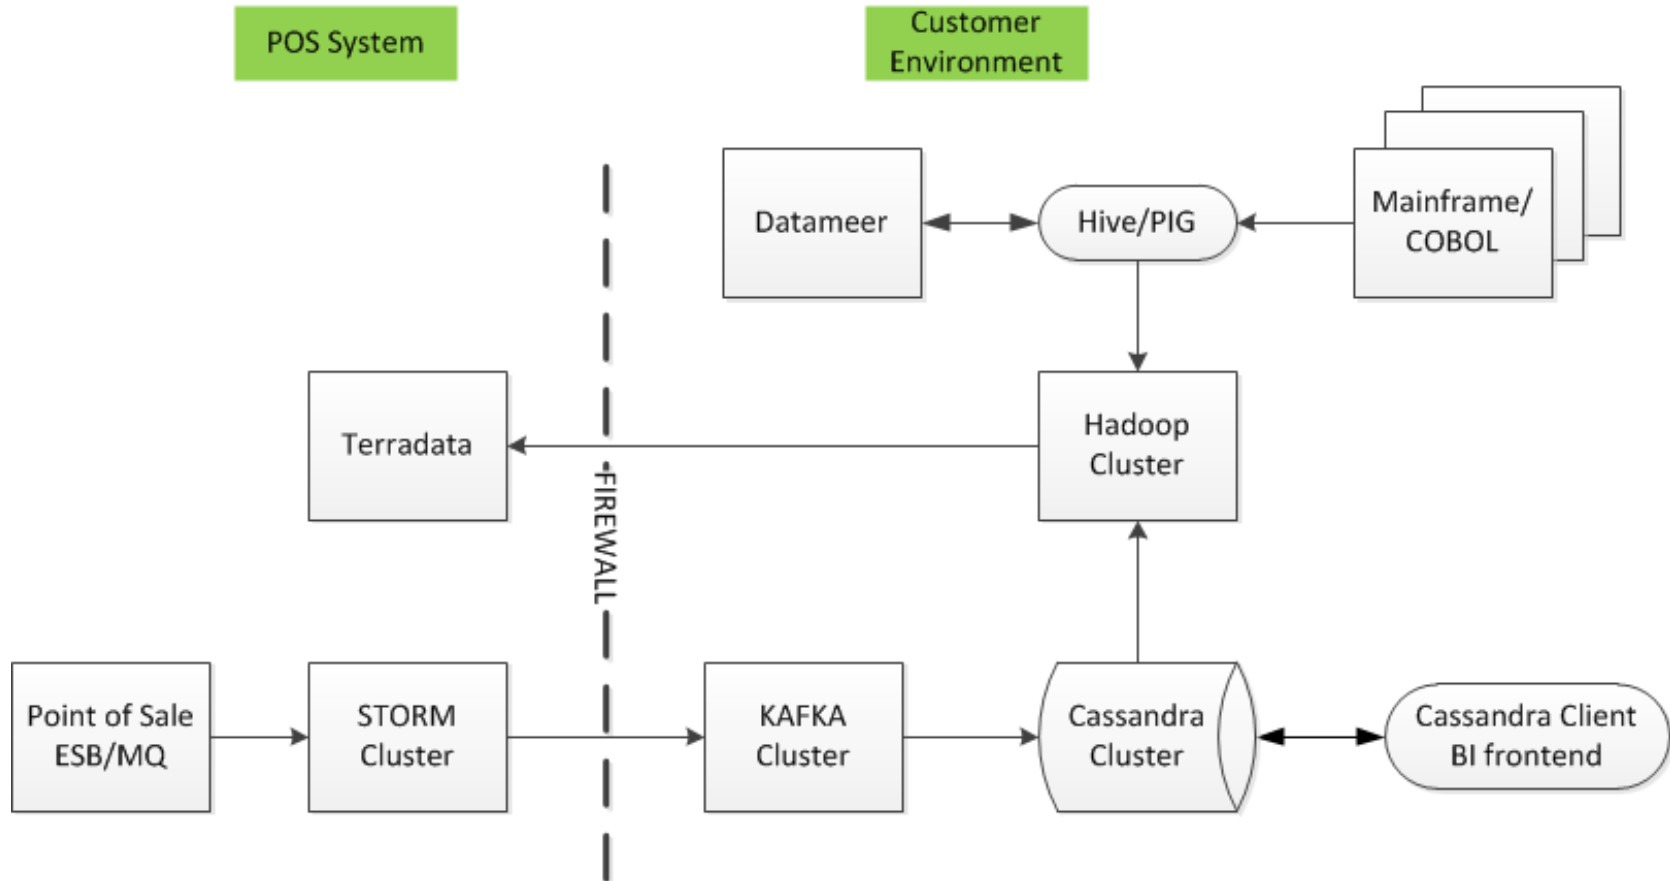 POS System
Customer
Environment
Datameer
Hive/PIG
Mainframe/
COBOL
Terradata
Hadoop
Cluster
FIREWALL
Point of Sale
ESB/MQ
STORM
Cluster
KAFKA
Cluster
Cassandra
Cluster
Cassandra Client
BI frontend